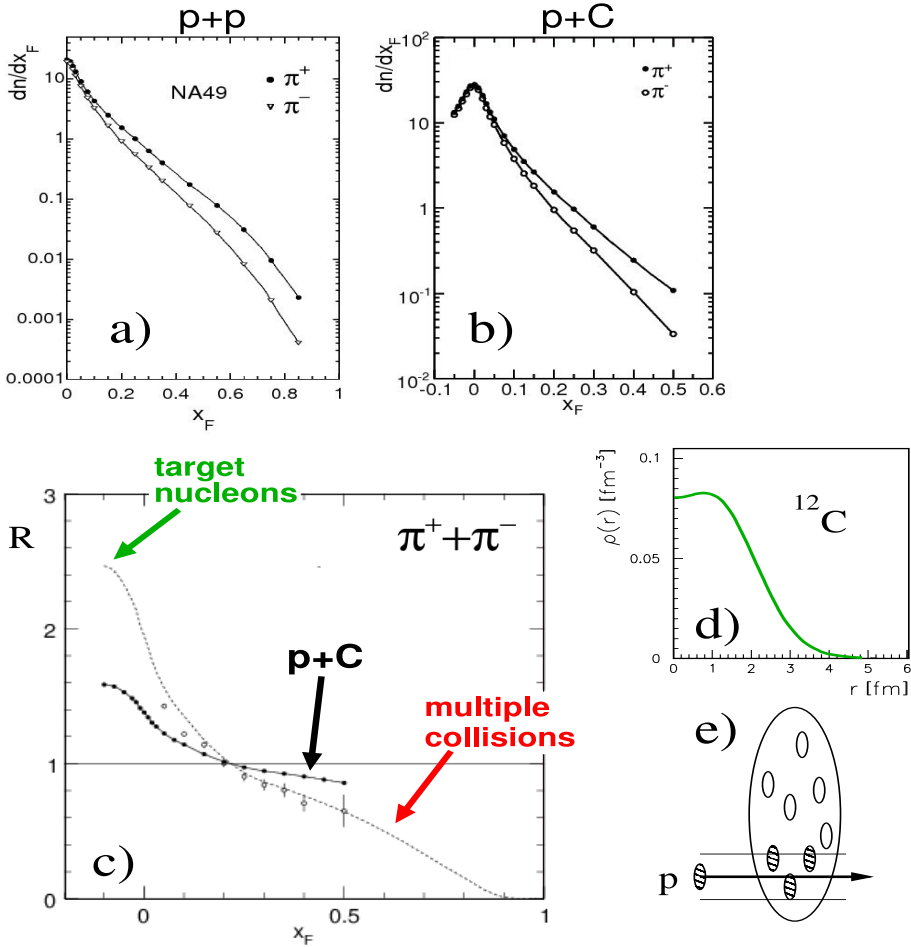 p+p
dn/dx_F
10
1
0.1
0.01
0.001
0.0001
NA49
π⁺
π⁻
a)
0 0.2 0.4 0.6 0.8 1
x_F
p+C
dn/dx_F
10²
10
1
10⁻¹
10⁻²
π⁺
π⁻
b)
-0.1 0 0.1 0.2 0.3 0.4 0.5 0.6
x_F
target
nucleons
R
3
2
1
0
π⁺+π⁻
p+C
multiple
collisions
c)
0 0.5 1
x_F
ρ(r) [fm⁻³]
0.1
0.05
0
¹²C
d)
0 1 2 3 4 5 6
r [fm]
e)
p